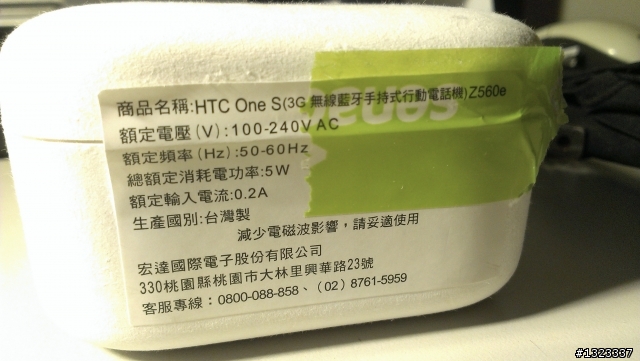 商品名稱:HTC One S(3G 無線藍牙手持式行動電話機)Z560e
額定電壓(V):100-240V AC
額定頻率(Hz):50-60Hz
總額定消耗電功率:5W
額定輸入電流:0.2A
生產國別:台灣製
減少電磁波影響,請妥適使用
宏達國際電子股份有限公司
330桃園縣桃園市大林里興華路23號
客服專線:0800-088-858、(02) 8761-5959
#1323337